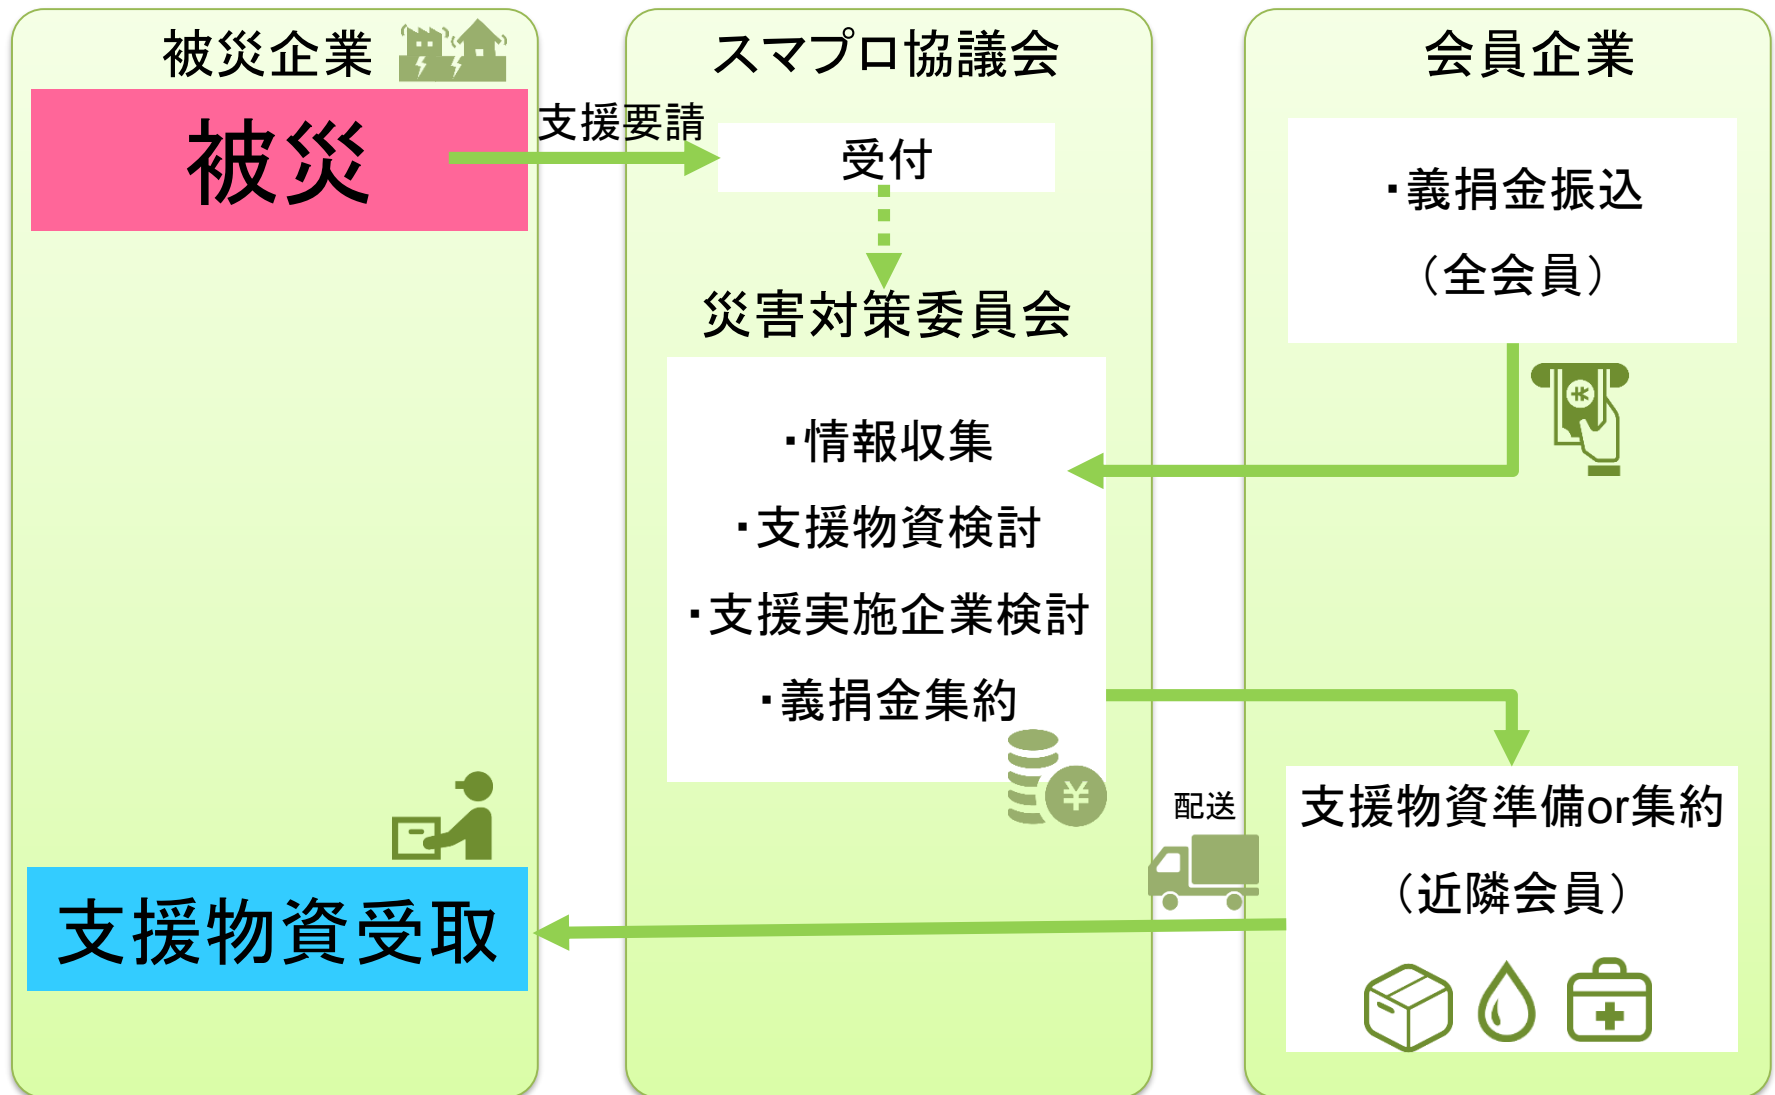 被災企業
被災
支援物資受取
支援要請
スマプロ協議会
受付
災害対策委員会
・情報収集
・支援物資検討
・支援実施企業検討
・義捐金集約
¥
配送
会員企業
・義捐金振込
（全会員）
¥
支援物資準備or集約
（近隣会員）